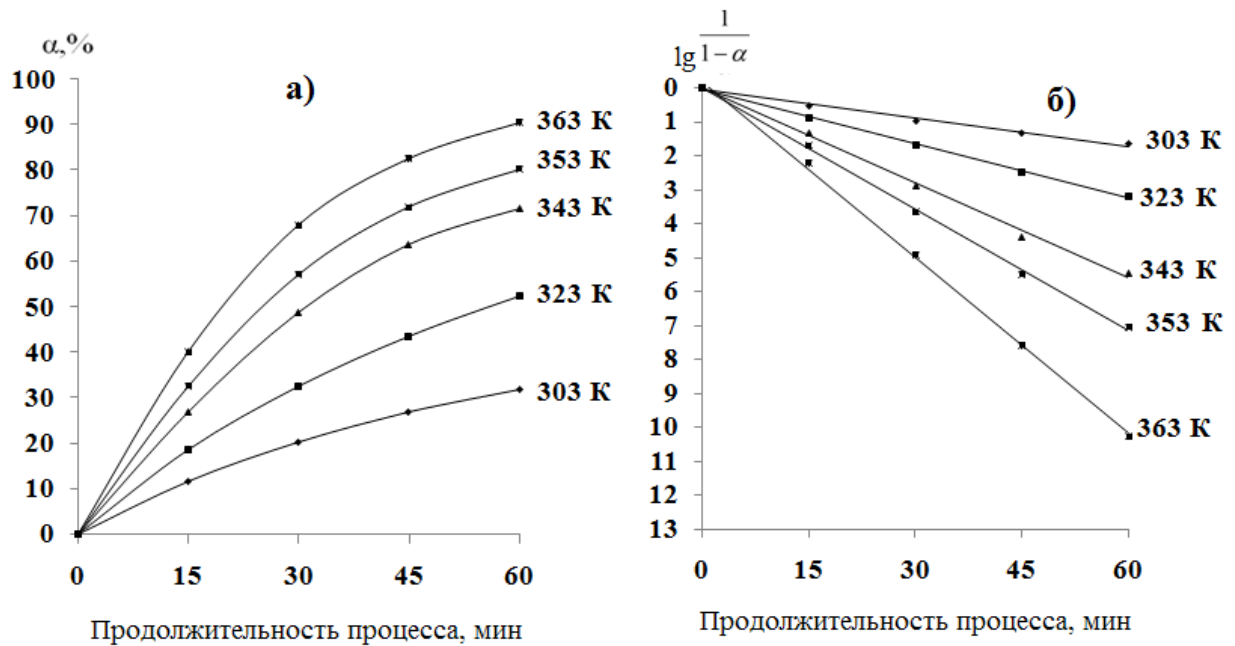 α,%
а)
100
90
80
70
60
50
40
30
20
10
0
363 К
353 К
343 К
323 К
303 К
0 15 30 45 60
Продолжительность процесса, мин
lg 1/1 − α
б)
0
1
2
3
4
5
6
7
8
9
10
11
12
13
303 К
323 К
343 К
353 К
363 К
0 15 30 45 60
Продолжительность процесса, мин